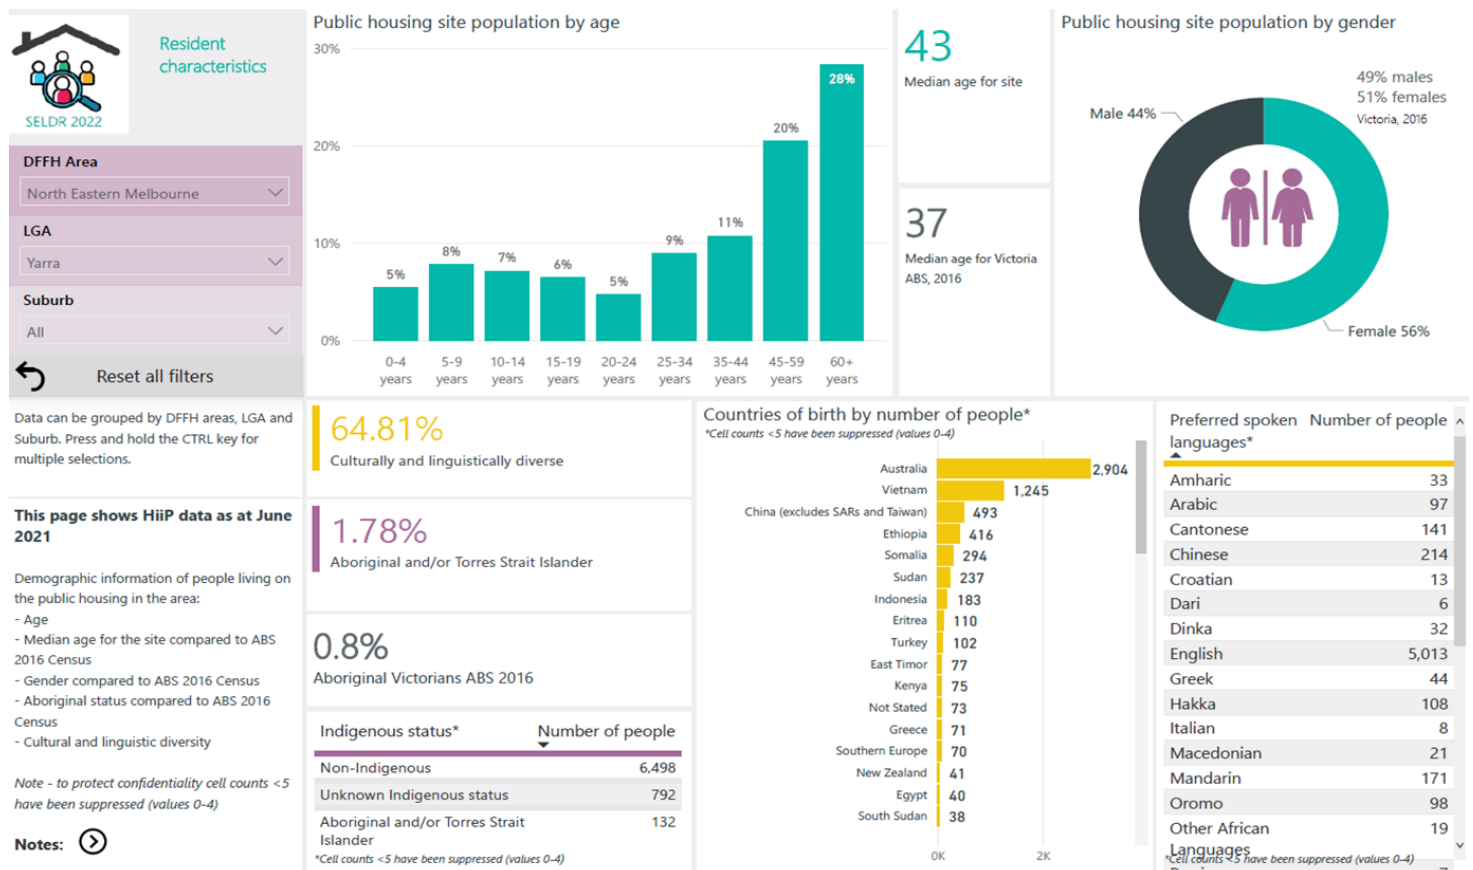 SELDR 2022
Resident
characteristics
DFFH Area
North Eastern Melbourne
LGA
Yarra
Suburb
All
Reset all filters
Data can be grouped by DFFH areas, LGA and
Suburb. Press and hold the CTRL key for
multiple selections.
This page shows HiiP data as at June
2021
Demographic information of people living on
the public housing in the area:
- Age
- Median age for the site compared to ABS
2016 Census
- Gender compared to ABS 2016 Census
- Aboriginal status compared to ABS 2016
Census
- Cultural and linguistic diversity
Note - to protect confidentiality cell counts <5
have been suppressed (values 0-4)
Notes:
Public housing site population by age
30%
20%
10%
0%
5%
8%
7%
6%
5%
9%
11%
20%
28%
0-4
years
5-9
years
10-14
years
15-19
years
20-24
years
25-34
years
35-44
years
45-59
years
60+
years
43
Median age for site
37
Median age for Victoria
ABS, 2016
Public housing site population by gender
49% males
51% females
Victoria, 2016
Male 44%
Female 56%
64.81%
Culturally and linguistically diverse
1.78%
Aboriginal and/or Torres Strait Islander
0.8%
Aboriginal Victorians ABS 2016
Indigenous status* Number of people
Non-Indigenous 6,498
Unknown Indigenous status 792
Aboriginal and/or Torres Strait 132
Islander
*Cell counts <5 have been suppressed (values 0-4)
Countries of birth by number of people*
*Cell counts <5 have been suppressed (values 0-4)
Australia 2,904
Vietnam 1,245
China (excludes SARs and Taiwan) 493
Ethiopia 416
Somalia 294
Sudan 237
Indonesia 183
Eritrea 110
Turkey 102
East Timor 77
Kenya 75
Not Stated 73
Greece 71
Southern Europe 70
New Zealand 41
Egypt 40
South Sudan 38
0K 2K
Preferred spoken Number of people
languages*
Amharic 33
Arabic 97
Cantonese 141
Chinese 214
Croatian 13
Dari 6
Dinka 32
English 5,013
Greek 44
Hakka 108
Italian 8
Macedonian 21
Mandarin 171
Oromo 98
Other African 19
Languages
*Cell counts <5 have been suppressed (values 0-4)